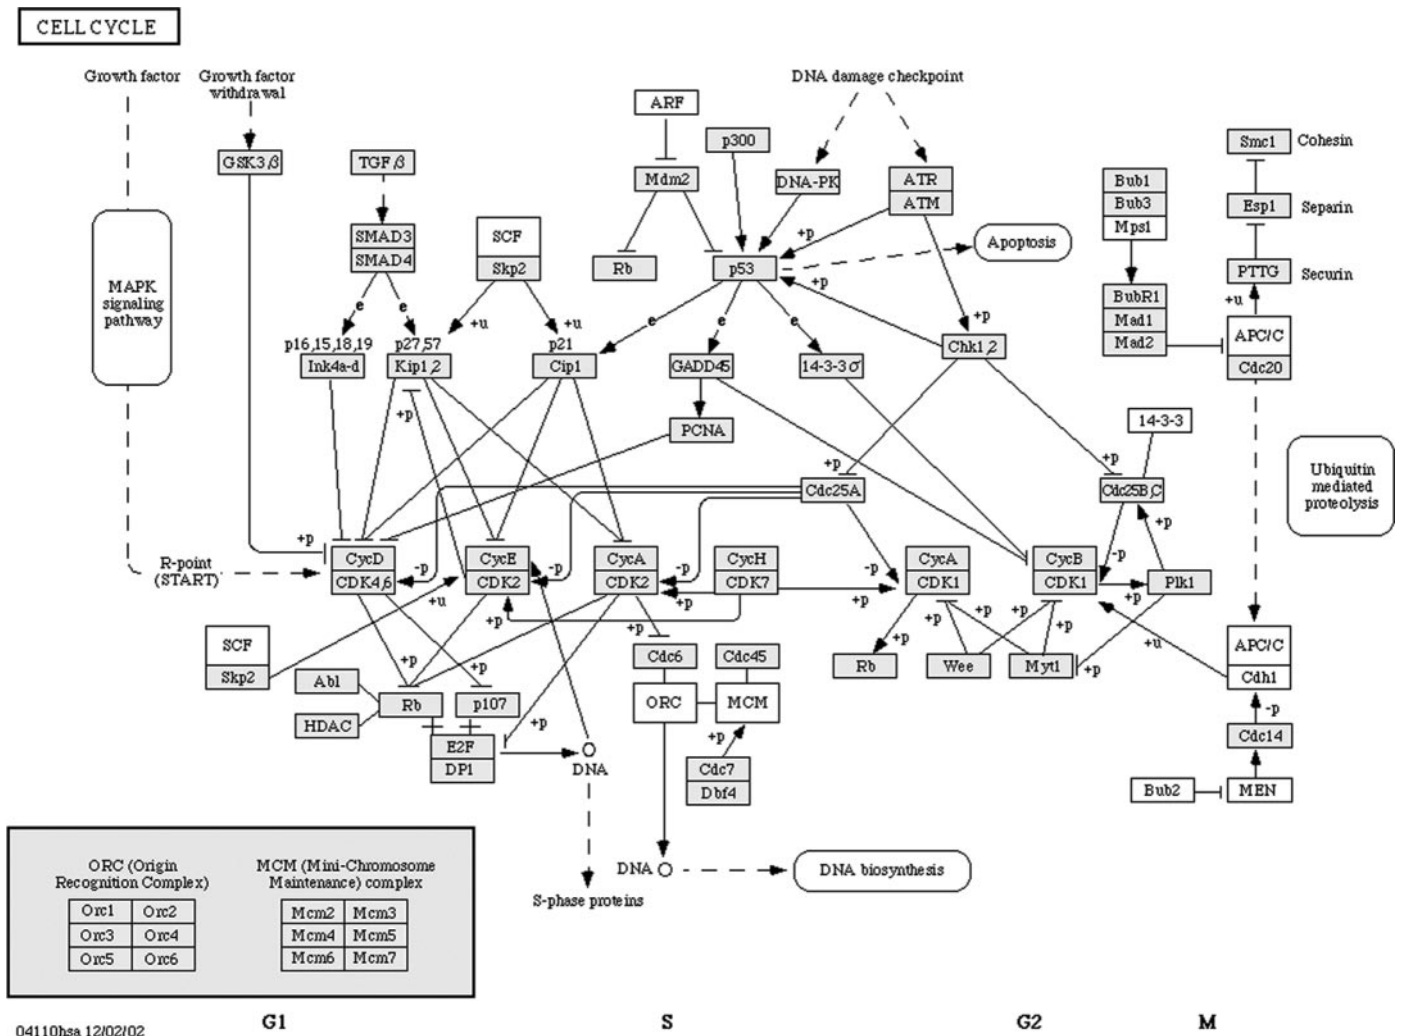 CELL CYCLE
Growth factor
Growth factor
withdrawal
DNA damage checkpoint
ARF
p300
Smc1
Cohesin
GSK3β
TGFβ
Mdm2
DNA-PK
ATR
ATM
Bub1
Bub3
Mps1
Esp1
Separin
MAPK
signaling
pathway
SMAD3
SMAD4
SCF
Skp2
Rb
p53
+p
Apoptosis
+p
PTTG
Securin
BubR1
Mad1
Mad2
+u
APC/C
Cdc20
e
e
+u
+u
e
e
e
+p
p16,15,18,19
Ink4a-d
p27,57
Kip1,2
p21
Cip1
GADD45
14-3-3σ
Chk1,2
+p
PCNA
14-3-3
Ubiquitin
mediated
proteolysis
+p
Cdc25A
+p
Cdc25B,C
+p
R-point
(START)
CycD
CDK4,6
-p
CycE
CDK2
-p
CycA
CDK2
-p
+p
CycH
CDK7
+p
-p
CycA
CDK1
CycB
CDK1
-p
+p
+p
Plk1
+u
SCF
Skp2
+p
+p
+p
+p
+p
+p
+p
+p
+p
+u
Abl
HDAC
Rb
p107
+p
E2F
DP1
DNA
Cdc6
Cdc45
ORC
MCM
+p
Cdc7
Dbf4
Rb
Wee
Myt1
APC/C
Cdh1
-p
Cdc14
Bub2
MEN
ORC (Origin
Recognition Complex)
Orc1 Orc2
Orc3 Orc4
Orc5 Orc6
MCM (Mini-Chromosome
Maintenance) complex
Mcm2 Mcm3
Mcm4 Mcm5
Mcm6 Mcm7
DNA
DNA biosynthesis
S-phase proteins
04110hsa 12/02/02
G1
S
G2
M